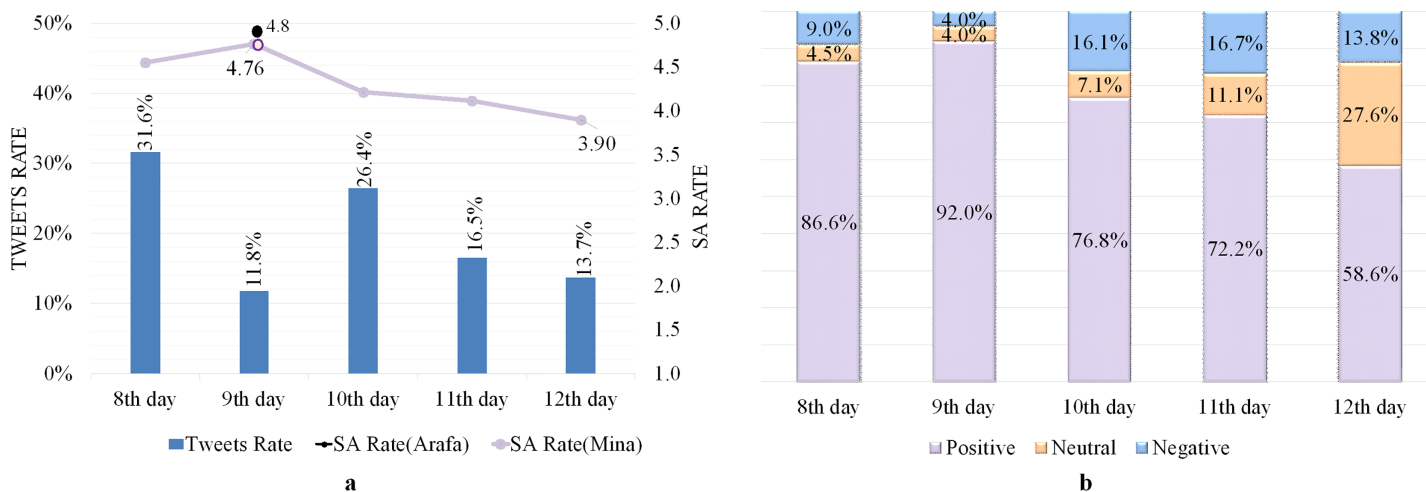 50%
40%
30%
20%
10%
0%
TWEETS RATE
31.6%
11.8%
26.4%
16.5%
13.7%
4.8
4.76
3.90
5.0
4.5
4.0
3.5
3.0
2.5
2.0
1.5
1.0
SA RATE
8th day 9th day 10th day 11th day 12th day
Tweets Rate SA Rate(Arafa) SA Rate(Mina)
a
9.0% 4.0% 16.1% 16.7% 13.8%
4.5% 4.0% 7.1% 11.1% 27.6%
86.6% 92.0% 76.8% 72.2% 58.6%
8th day 9th day 10th day 11th day 12th day
Positive Neutral Negative
b